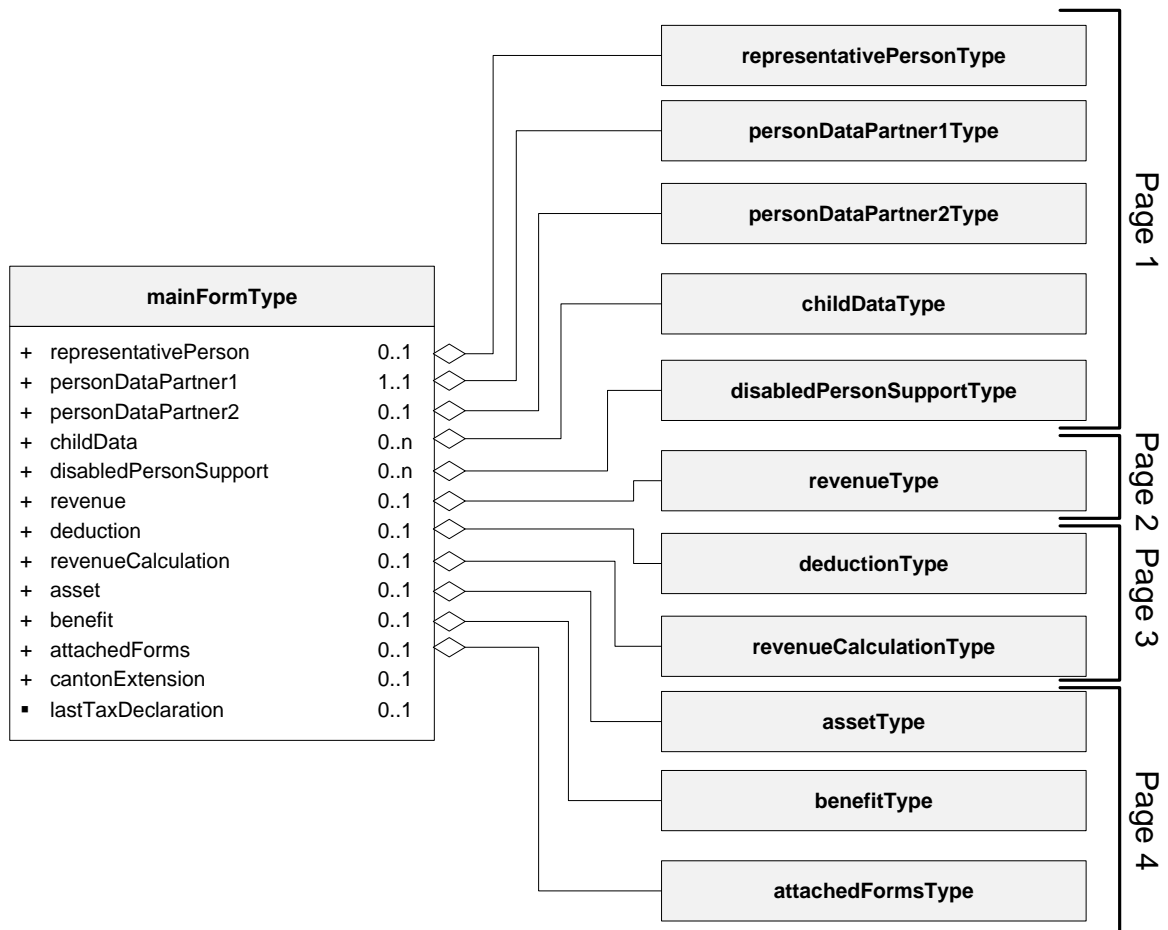 mainFormType
+ representativePerson 0..1
+ personDataPartner1 1..1
+ personDataPartner2 0..1
+ childData 0..n
+ disabledPersonSupport 0..n
+ revenue 0..1
+ deduction 0..1
+ revenueCalculation 0..1
+ asset 0..1
+ benefit 0..1
+ attachedForms 0..1
+ cantonExtension 0..1
▪ lastTaxDeclaration 0..1
representativePersonType
personDataPartner1Type
personDataPartner2Type
childDataType
disabledPersonSupportType
revenueType
deductionType
revenueCalculationType
assetType
benefitType
attachedFormsType
Page 1
Page 2
Page 3
Page 4